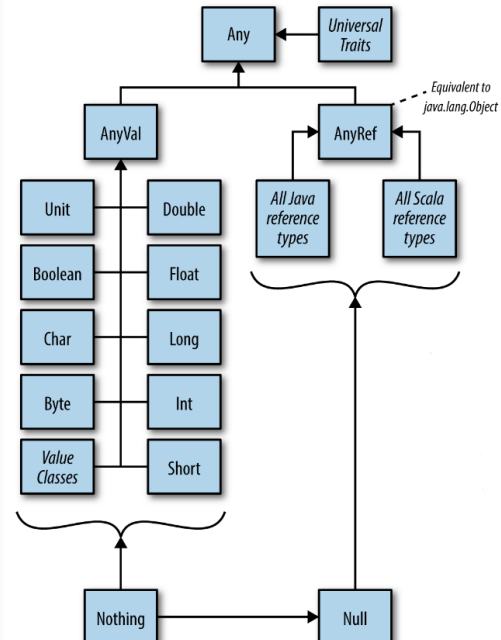 Any
Universal
Traits
Equivalent to
java.lang.Object
AnyVal
AnyRef
Unit
Double
All Java
reference
types
All Scala
reference
types
Boolean
Float
Char
Long
Byte
Int
Value
Classes
Short
Nothing
Null